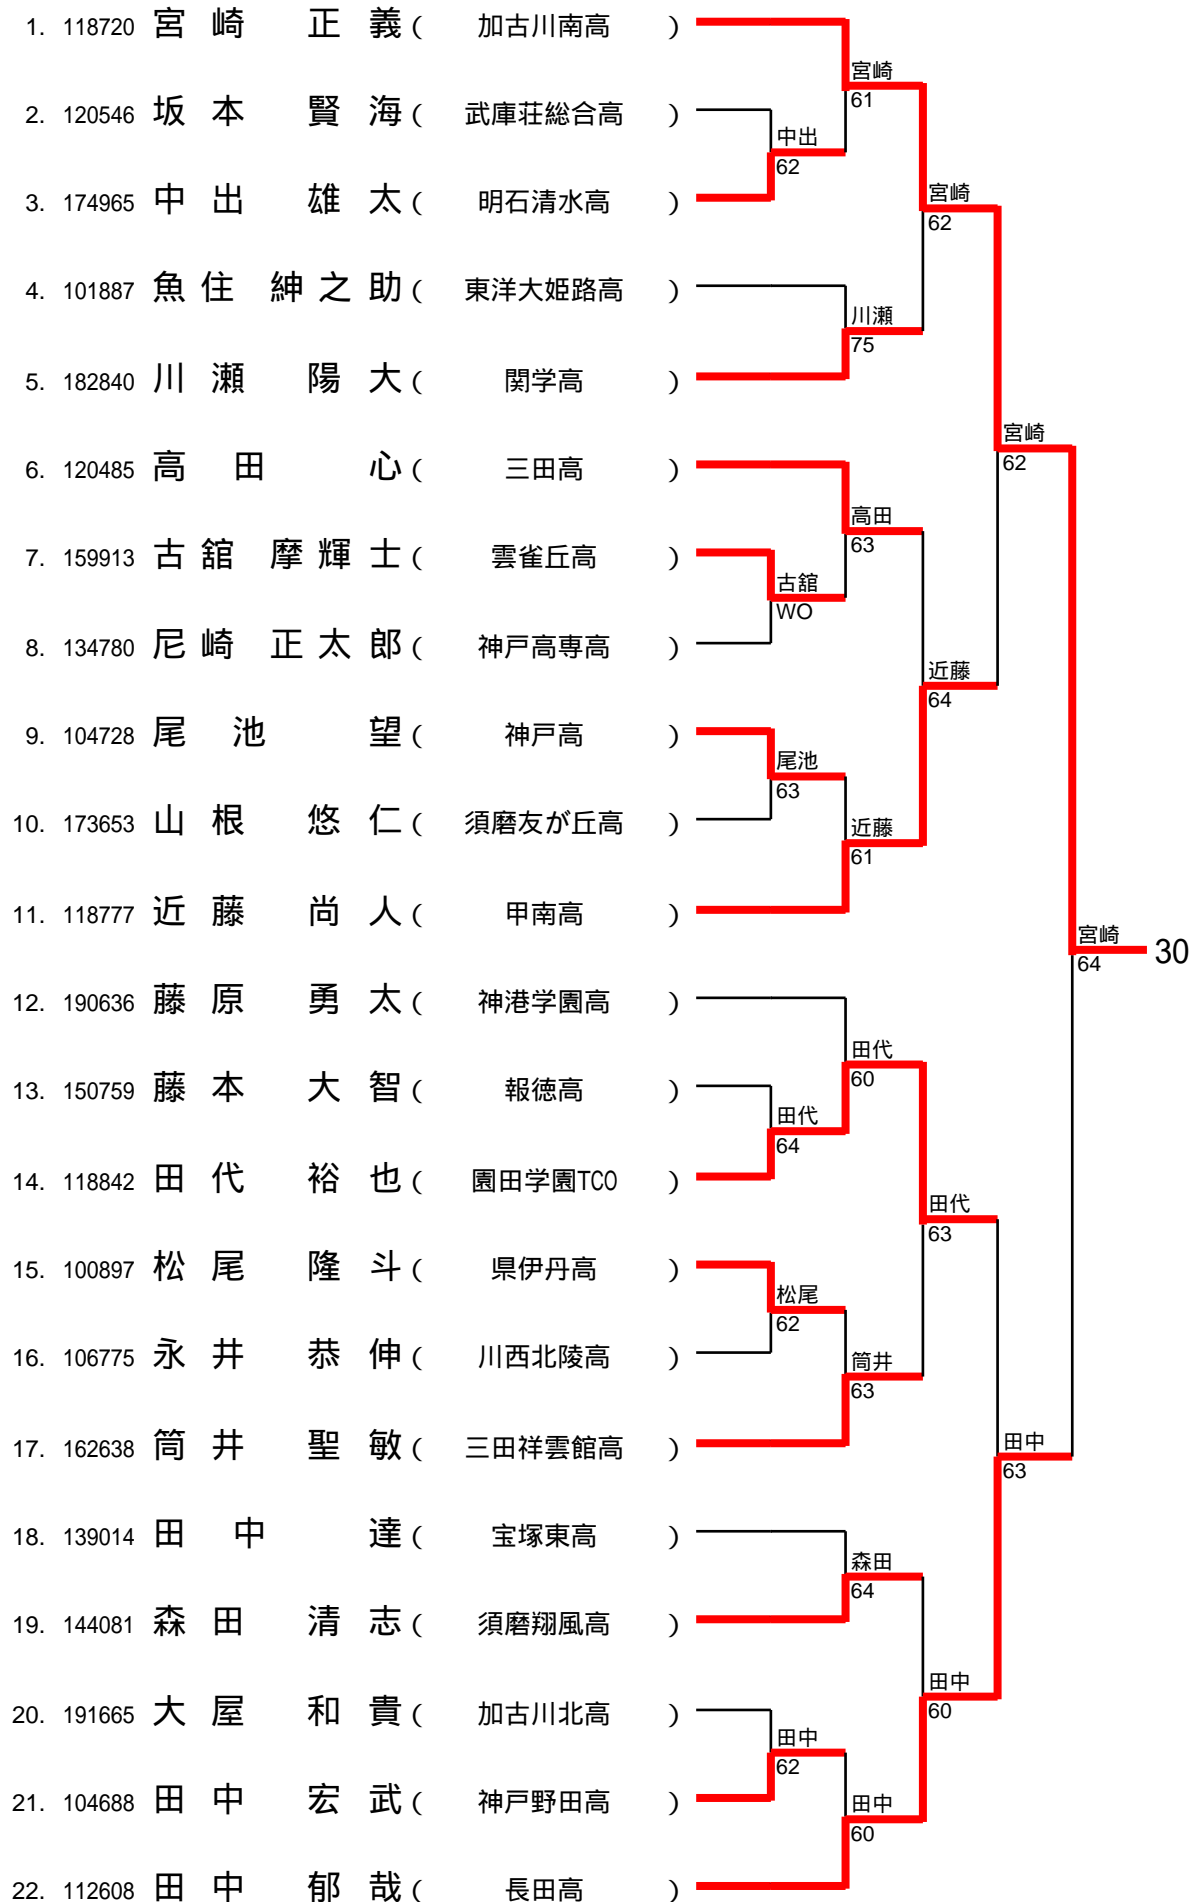 1. 118720 宮崎 正義 ( 加古川南高 )
宮崎
61
2. 120546 坂本 賢海 ( 武庫荘総合高 )
中出
62
3. 174965 中出 雄太 ( 明石清水高 )
宮崎
62
4. 101887 魚住 紳之助 ( 東洋大姫路高 )
川瀬
75
5. 182840 川瀬 陽大 ( 関学高 )
宮崎
62
6. 120485 高田 心 ( 三田高 )
高田
63
7. 159913 古舘 摩輝士 ( 雲雀丘高 )
古舘
WO
8. 134780 尼崎 正太郎 ( 神戸高専高 )
近藤
64
9. 104728 尾池 望 ( 神戸高 )
尾池
63
10. 173653 山根 悠仁 ( 須磨友が丘高 )
近藤
61
11. 118777 近藤 尚人 ( 甲南高 )
宮崎
64
30
12. 190636 藤原 勇太 ( 神港学園高 )
田代
60
13. 150759 藤本 大智 ( 報徳高 )
田代
64
14. 118842 田代 裕也 ( 園田学園TCO )
田代
63
15. 100897 松尾 隆斗 ( 県伊丹高 )
松尾
62
16. 106775 永井 恭伸 ( 川西北陵高 )
筒井
63
17. 162638 筒井 聖敏 ( 三田祥雲館高 )
田中
63
18. 139014 田中 達 ( 宝塚東高 )
森田
64
19. 144081 森田 清志 ( 須磨翔風高 )
田中
60
20. 191665 大屋 和貴 ( 加古川北高 )
田中
62
21. 104688 田中 宏武 ( 神戸野田高 )
田中
60
22. 112608 田中 郁哉 ( 長田高 )